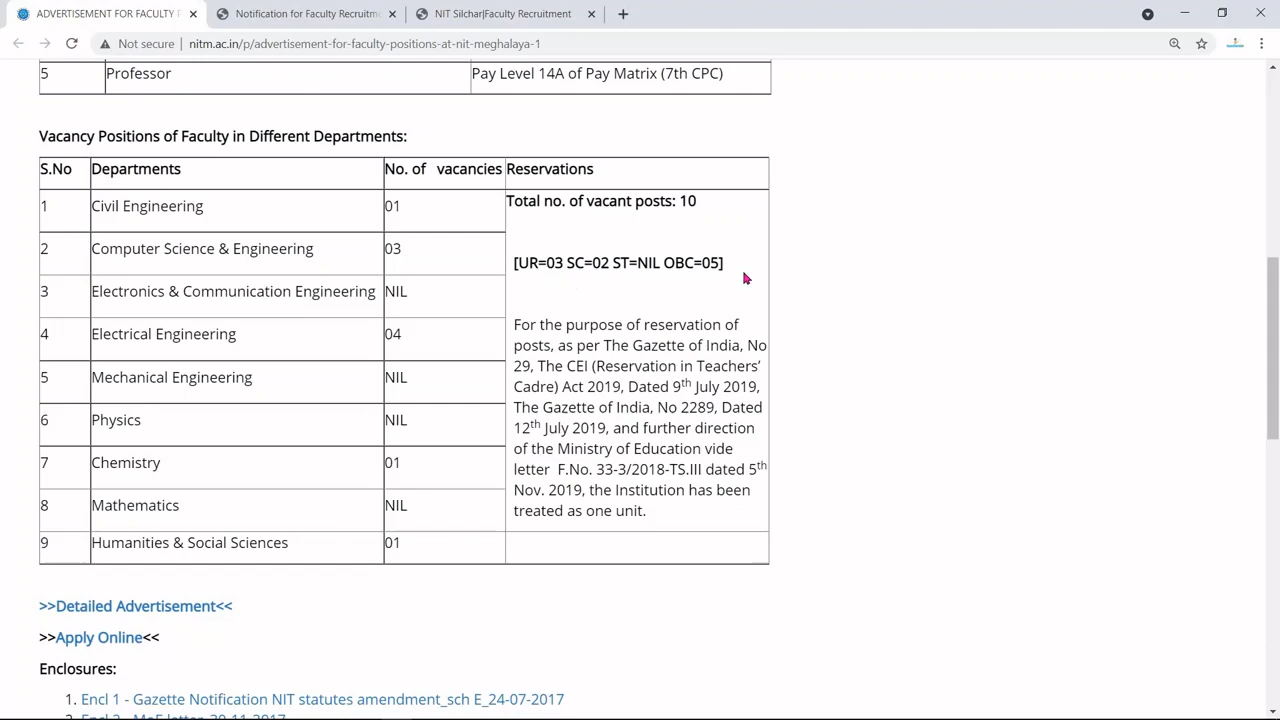 ADVERTISEMENT FOR FACULTY F
Notification for Faculty Recruitme
NIT Silchar|Faculty Recruitment
Not secure
nitm.ac.in/p/advertisement-for-faculty-positions-at-nit-meghalaya-1
5 Professor Pay Level 14A of Pay Matrix (7th CPC)
Vacancy Positions of Faculty in Different Departments:
S.No Departments No. of vacancies Reservations
1 Civil Engineering 01
2 Computer Science & Engineering 03
3 Electronics & Communication Engineering NIL
4 Electrical Engineering 04
5 Mechanical Engineering NIL
6 Physics NIL
7 Chemistry 01
8 Mathematics NIL
9 Humanities & Social Sciences 01
Total no. of vacant posts: 10
[UR=03 SC=02 ST=NIL OBC=05]
For the purpose of reservation of
posts, as per The Gazette of India, No
29, The CEI (Reservation in Teachers’
Cadre) Act 2019, Dated 9th July 2019,
The Gazette of India, No 2289, Dated
12th July 2019, and further direction
of the Ministry of Education vide
letter F.No. 33-3/2018-TS.III dated 5th
Nov. 2019, the Institution has been
treated as one unit.
>>Detailed Advertisement<<
>>Apply Online<<
Enclosures:
1. Encl 1 - Gazette Notification NIT statutes amendment_sch E_24-07-2017
2. Encl 2 - MoE letter-30-11-2017